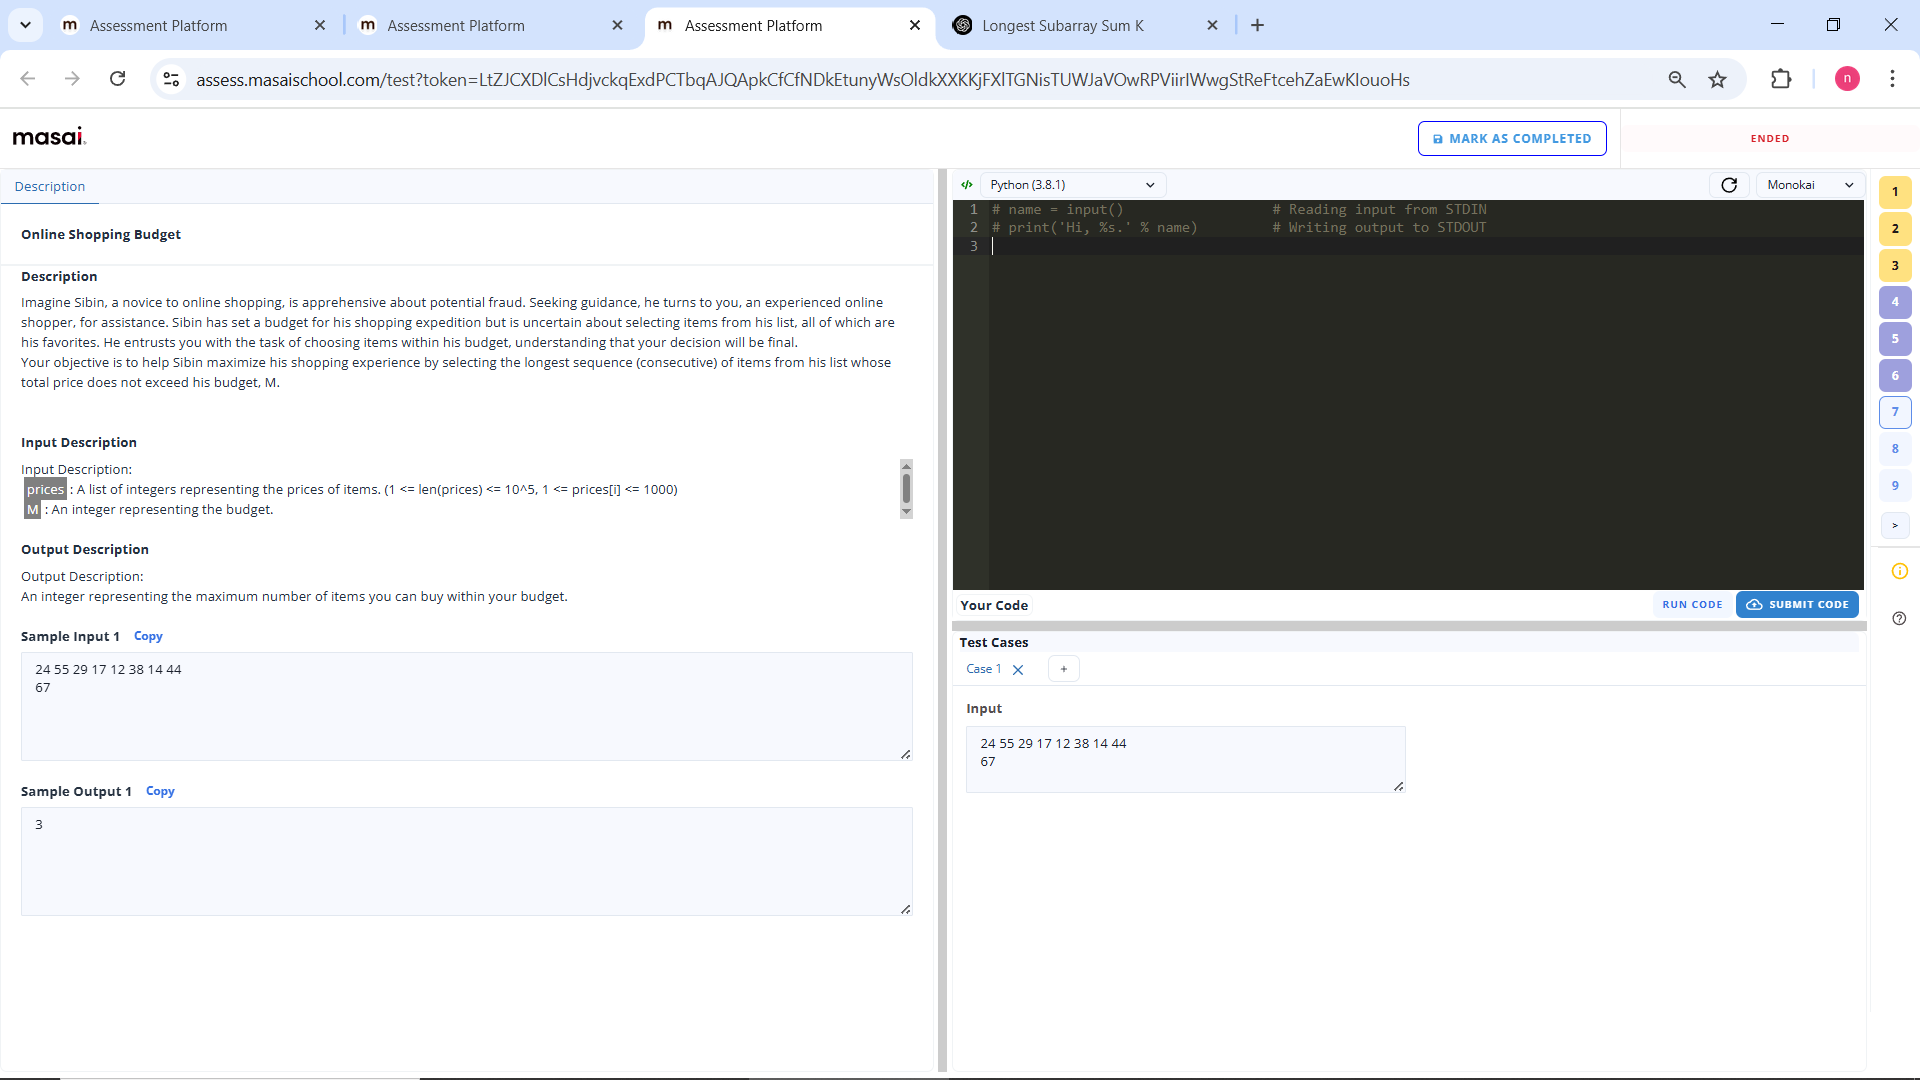 Assessment Platform
Assessment Platform
Assessment Platform
Longest Subarray Sum K
assess.masaischool.com/test?token=LtZJCXDlCsHdjvckqExdPCTbqAJQApkCfCfNDkEtunyWsOldkXXKKjFXlTGNisTUWJaVOwRPViirIWwgStReFtcehZaEwKIouoHs
n
masai.
MARK AS COMPLETED
ENDED
Description
Online Shopping Budget
Description
Imagine Sibin, a novice to online shopping, is apprehensive about potential fraud. Seeking guidance, he turns to you, an experienced online
shopper, for assistance. Sibin has set a budget for his shopping expedition but is uncertain about selecting items from his list, all of which are
his favorites. He entrusts you with the task of choosing items within his budget, understanding that your decision will be final.
Your objective is to help Sibin maximize his shopping experience by selecting the longest sequence (consecutive) of items from his list whose
total price does not exceed his budget, M.
Input Description
Input Description:
prices : A list of integers representing the prices of items. (1 <= len(prices) <= 10^5, 1 <= prices[i] <= 1000)
M : An integer representing the budget.
Output Description
Output Description:
An integer representing the maximum number of items you can buy within your budget.
Sample Input 1 Copy
24 55 29 17 12 38 14 44
67
Sample Output 1 Copy
3
Python (3.8.1)
Monokai
1 # name = input() # Reading input from STDIN
2 # print('Hi, %s.' % name) # Writing output to STDOUT
3
Your Code
RUN CODE
SUBMIT CODE
Test Cases
Case 1
+
Input
24 55 29 17 12 38 14 44
67
1
2
3
4
5
6
7
8
9
>